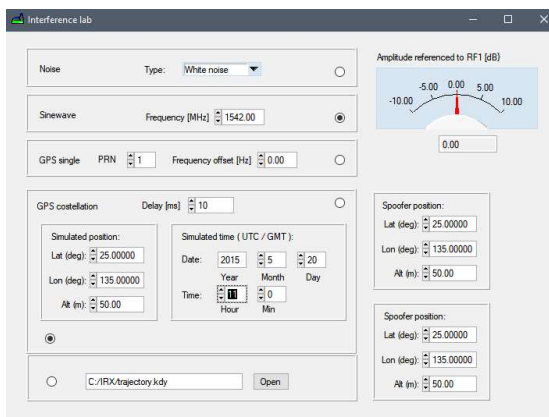 Interference lab
Noise Type: White noise
Sinewave Frequency [MHz] 1542.00
GPS single PRN 1 Frequency offset [Hz] 0.00
GPS costellation Delay [ms] 10
Simulated position:
Lat (deg): 25.00000
Lon (deg): 135.00000
Alt (m): 50.00
Simulated time ( UTC / GMT ):
Date: 2015 5 20
Year Month Day
Time: 11 0
Hour Min
C:/IRX/trajectory.kdy Open
Amplitude referenced to RF1 [dB}
-10.00 -5.00 0.00 5.00 10.00
0.00
Spoofer position:
Lat (deg): 25.00000
Lon (deg): 135.00000
Alt (m): 50.00
Spoofer position:
Lat (deg): 25.00000
Lon (deg): 135.00000
Alt (m): 50.00